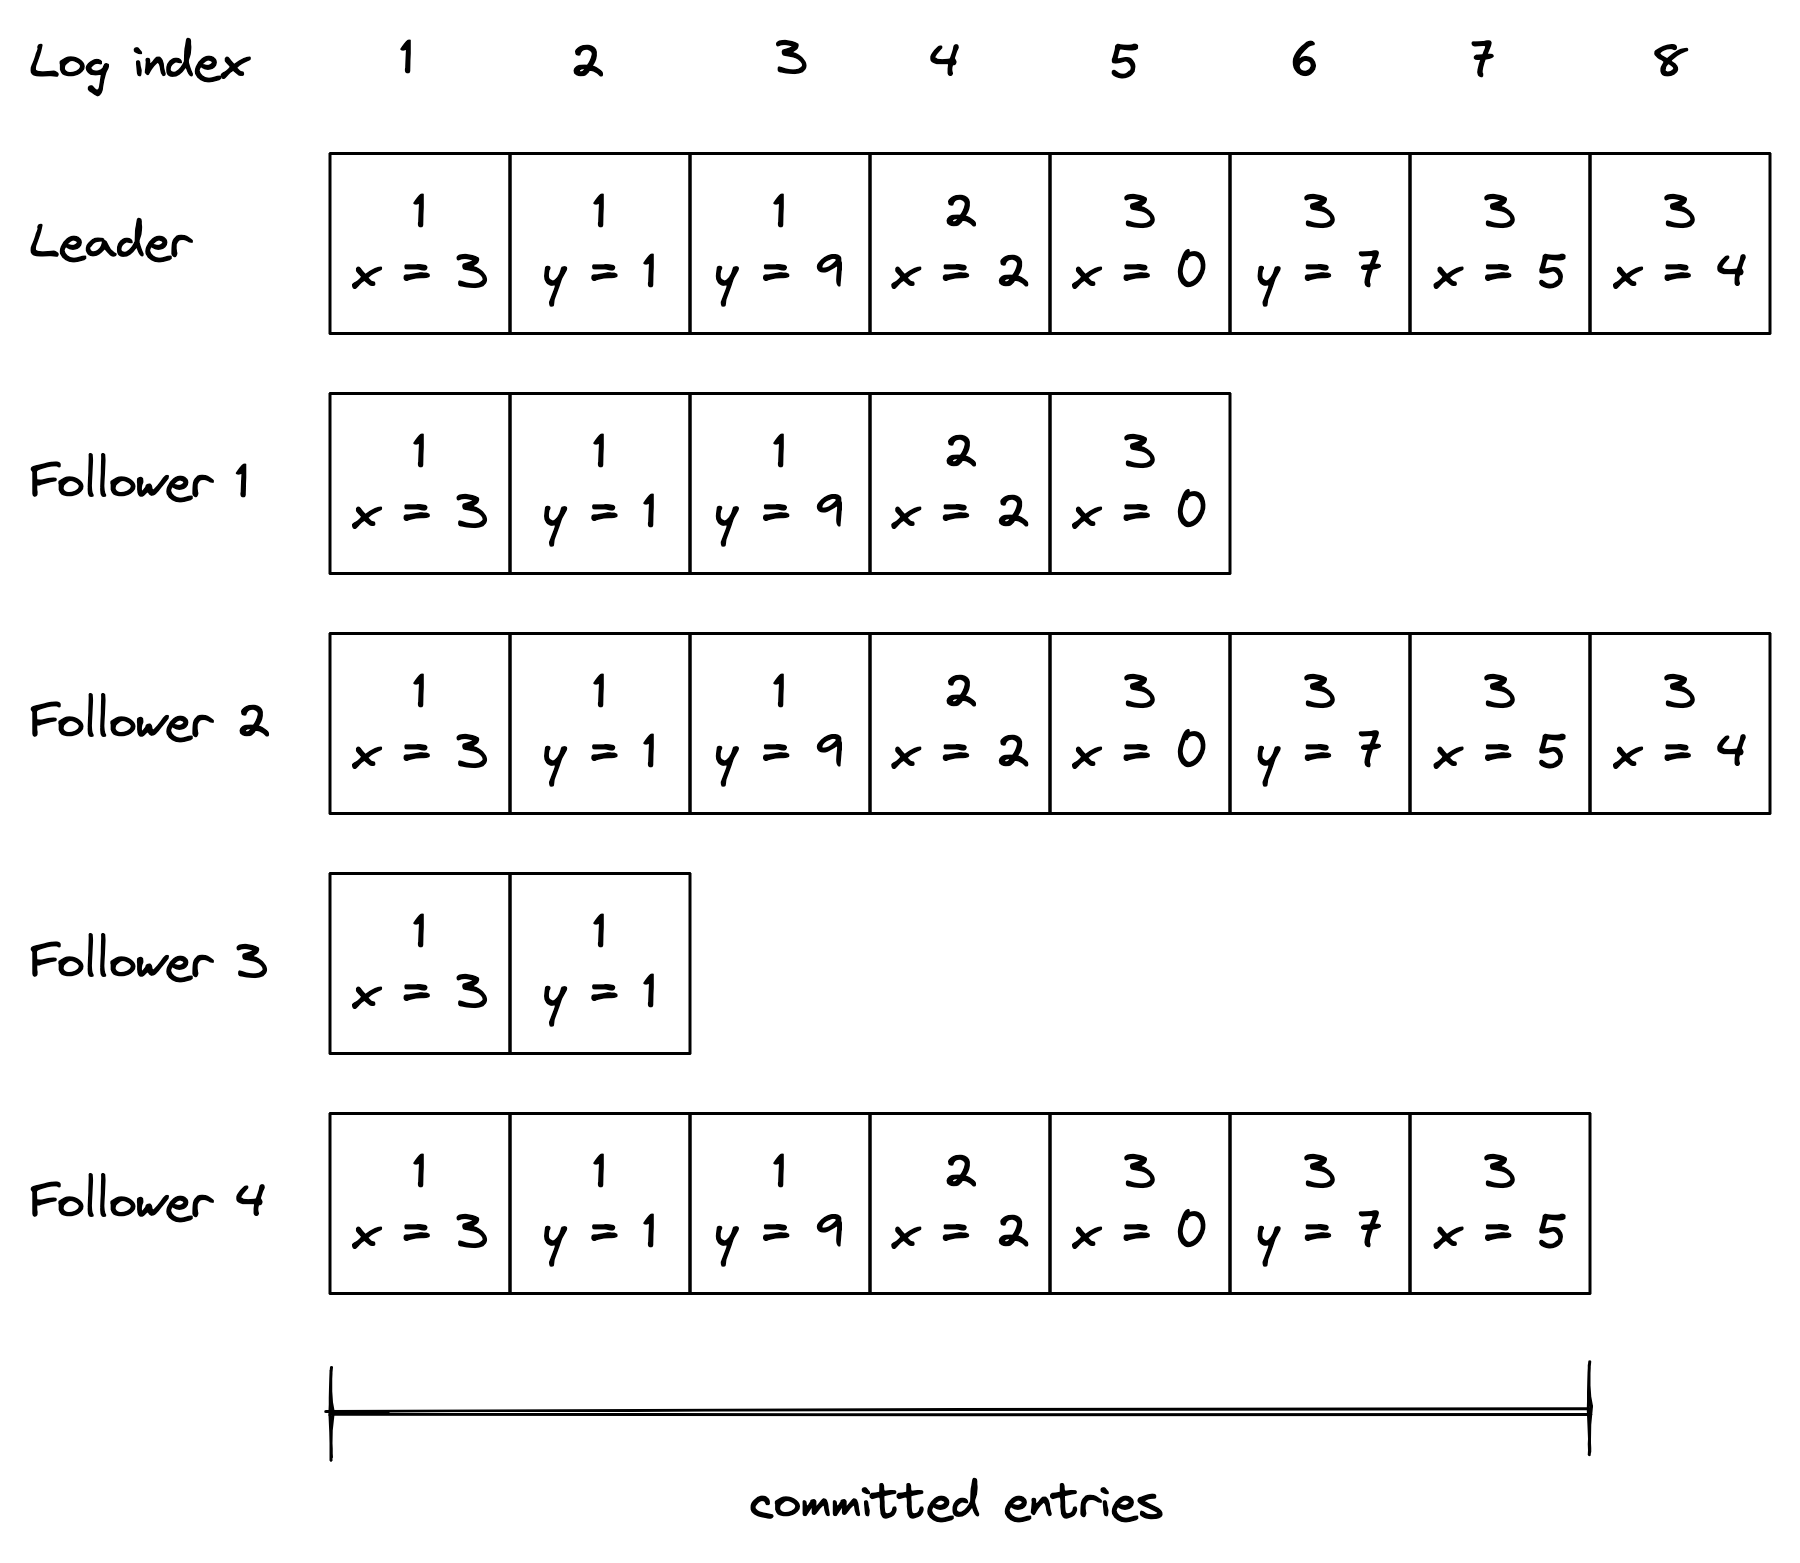 Log index 1 2 3 4 5 6 7 8
Leader
1 1 1 2 3 3 3 3
x = 3 y = 1 y = 9 x = 2 x = 0 y = 7 x = 5 x = 4
Follower 1
1 1 1 2 3
x = 3 y = 1 y = 9 x = 2 x = 0
Follower 2
1 1 1 2 3 3 3 3
x = 3 y = 1 y = 9 x = 2 x = 0 y = 7 x = 5 x = 4
Follower 3
1 1
x = 3 y = 1
Follower 4
1 1 1 2 3 3 3
x = 3 y = 1 y = 9 x = 2 x = 0 y = 7 x = 5
committed entries